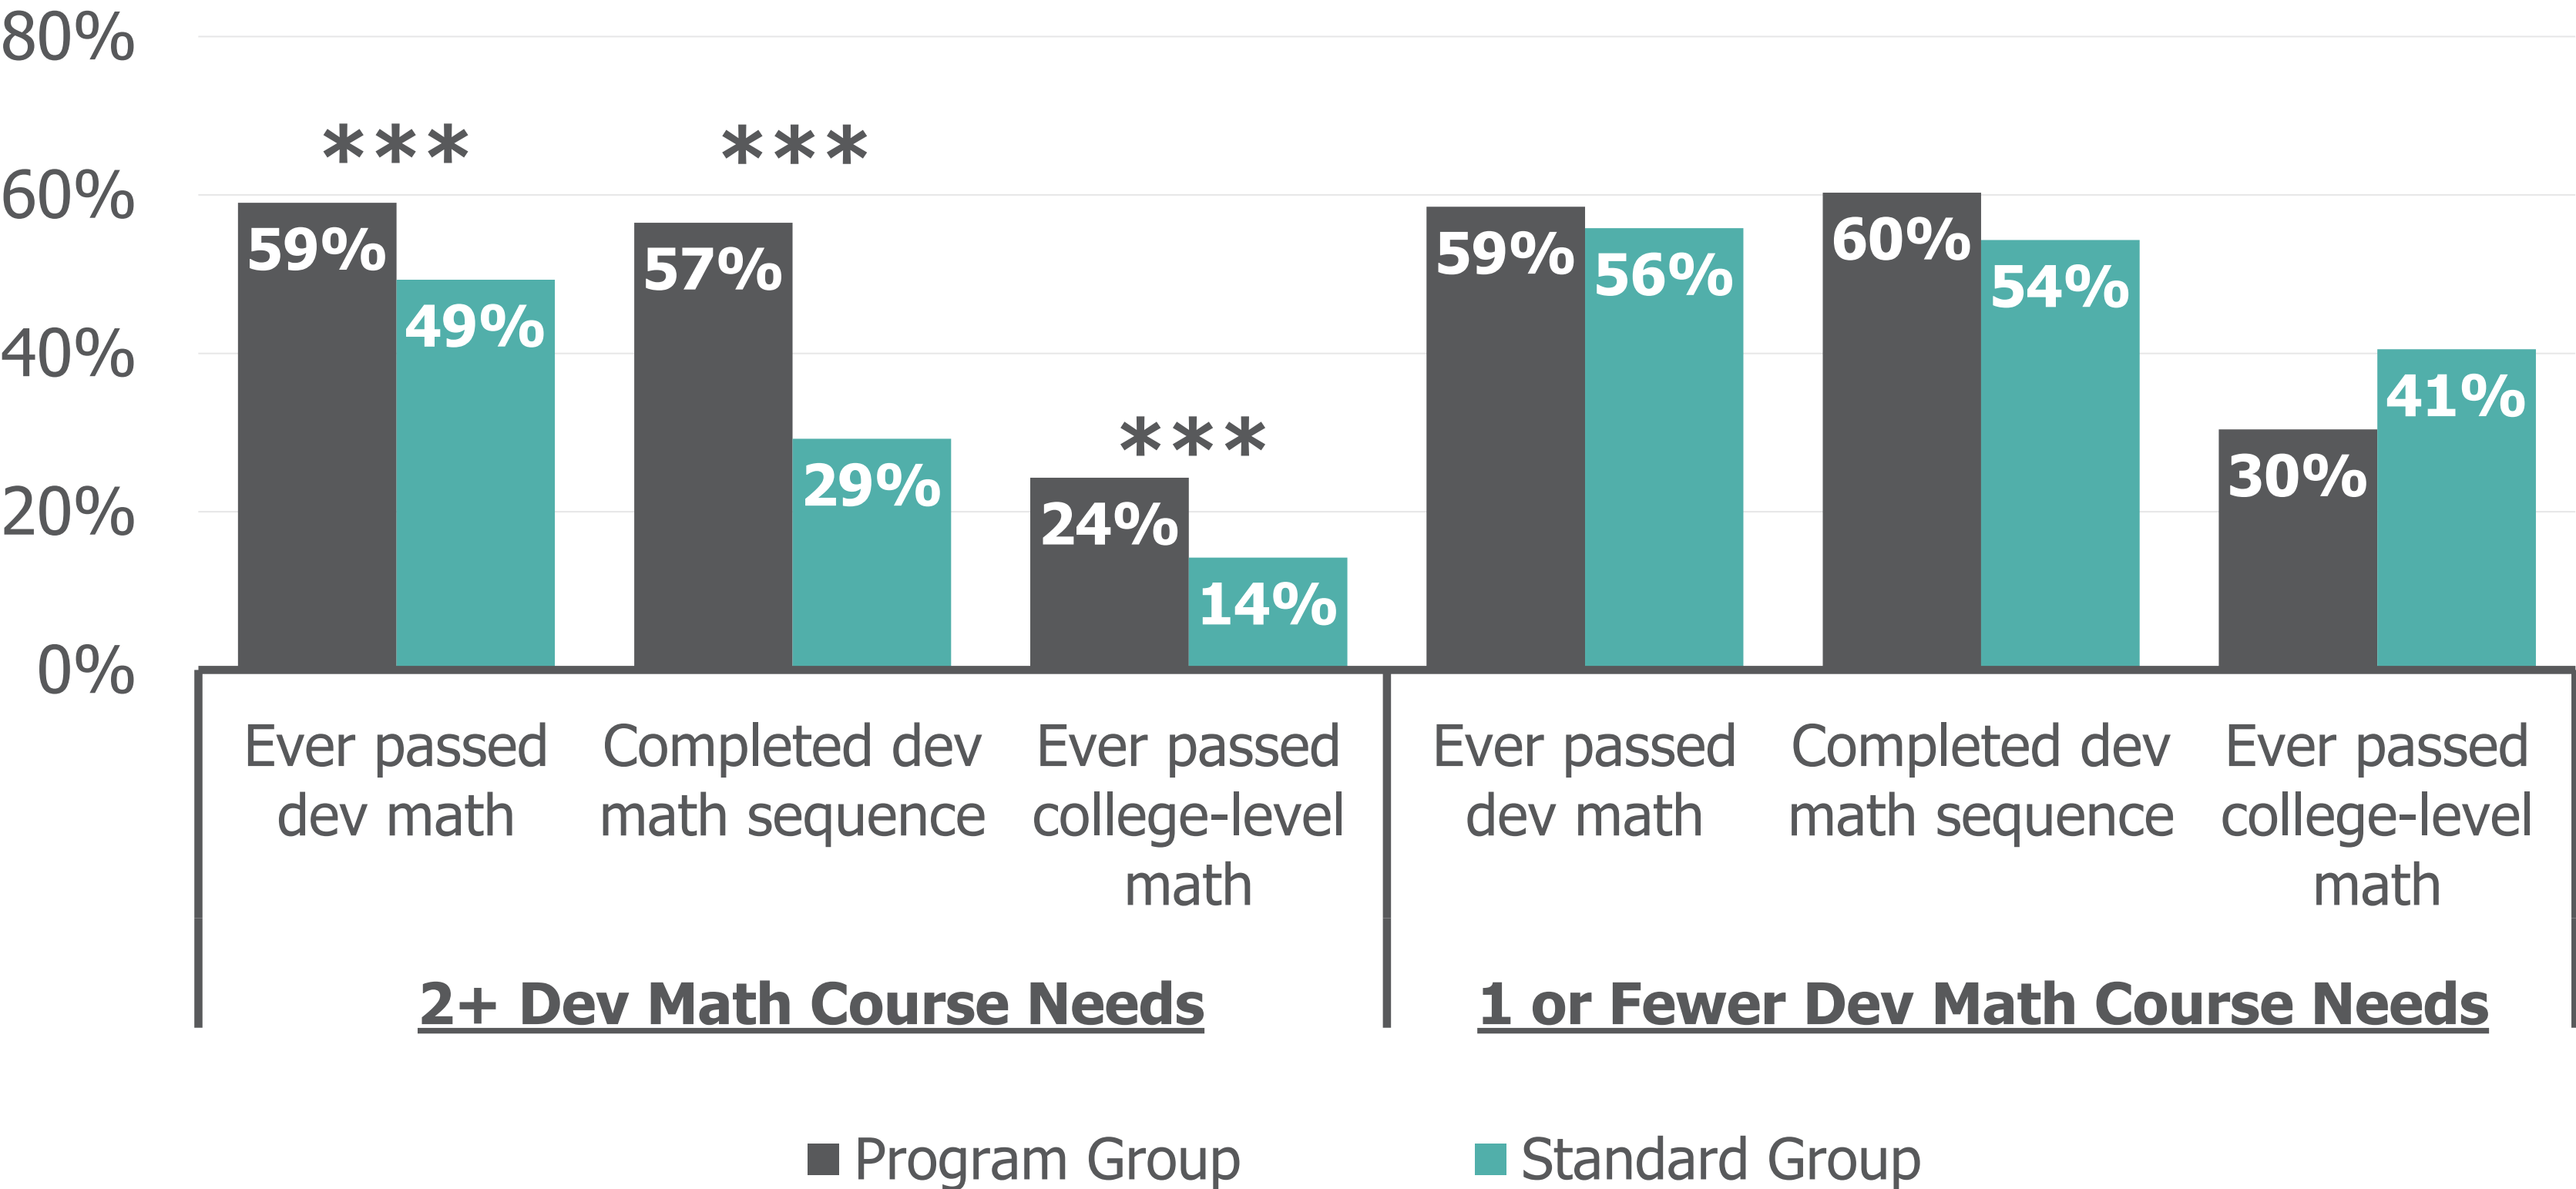 80%
60%
40%
20%
0%
***
***
***
59%
49%
57%
29%
24%
14%
59%
56%
60%
54%
30%
41%
Ever passed
dev math
Completed dev
math sequence
Ever passed
college-level
math
Ever passed
dev math
Completed dev
math sequence
Ever passed
college-level
math
2+ Dev Math Course Needs
1 or Fewer Dev Math Course Needs
Program Group
Standard Group